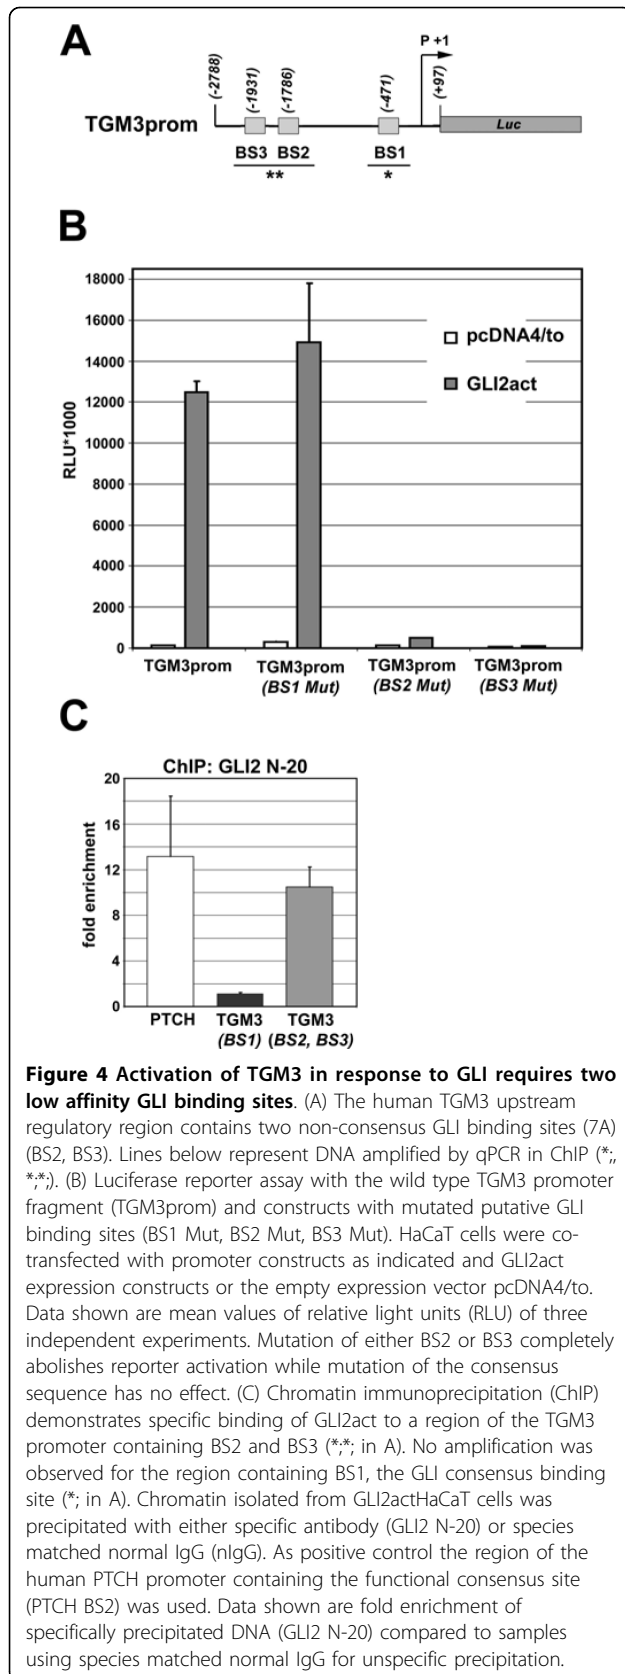 A
(-2788)
(-1931)
(-1786)
(-471)
P +1
(+97)
TGM3prom
Luc
BS3 BS2 BS1
** *
B
18000
16000
14000
12000
10000
8000
6000
4000
2000
0
RLU*1000
pcDNA4/to
GLI2act
TGM3prom TGM3prom TGM3prom TGM3prom
(BS1 Mut) (BS2 Mut) (BS3 Mut)
C
ChIP: GLI2 N-20
20
16
12
8
4
0
fold enrichment
PTCH TGM3 TGM3
(BS1) (BS2, BS3)
Figure 4 Activation of TGM3 in response to GLI requires two
low affinity GLI binding sites. (A) The human TGM3 upstream
regulatory region contains two non-consensus GLI binding sites (7A)
(BS2, BS3). Lines below represent DNA amplified by qPCR in ChIP (*;,
*;*;). (B) Luciferase reporter assay with the wild type TGM3 promoter
fragment (TGM3prom) and constructs with mutated putative GLI
binding sites (BS1 Mut, BS2 Mut, BS3 Mut). HaCaT cells were co-
transfected with promoter constructs as indicated and GLI2act
expression constructs or the empty expression vector pcDNA4/to.
Data shown are mean values of relative light units (RLU) of three
independent experiments. Mutation of either BS2 or BS3 completely
abolishes reporter activation while mutation of the consensus
sequence has no effect. (C) Chromatin immunoprecipitation (ChIP)
demonstrates specific binding of GLI2act to a region of the TGM3
promoter containing BS2 and BS3 (*;*; in A). No amplification was
observed for the region containing BS1, the GLI consensus binding
site (*; in A). Chromatin isolated from GLI2actHaCaT cells was
precipitated with either specific antibody (GLI2 N-20) or species
matched normal IgG (nIgG). As positive control the region of the
human PTCH promoter containing the functional consensus site
(PTCH BS2) was used. Data shown are fold enrichment of
specifically precipitated DNA (GLI2 N-20) compared to samples
using species matched normal IgG for unspecific precipitation.